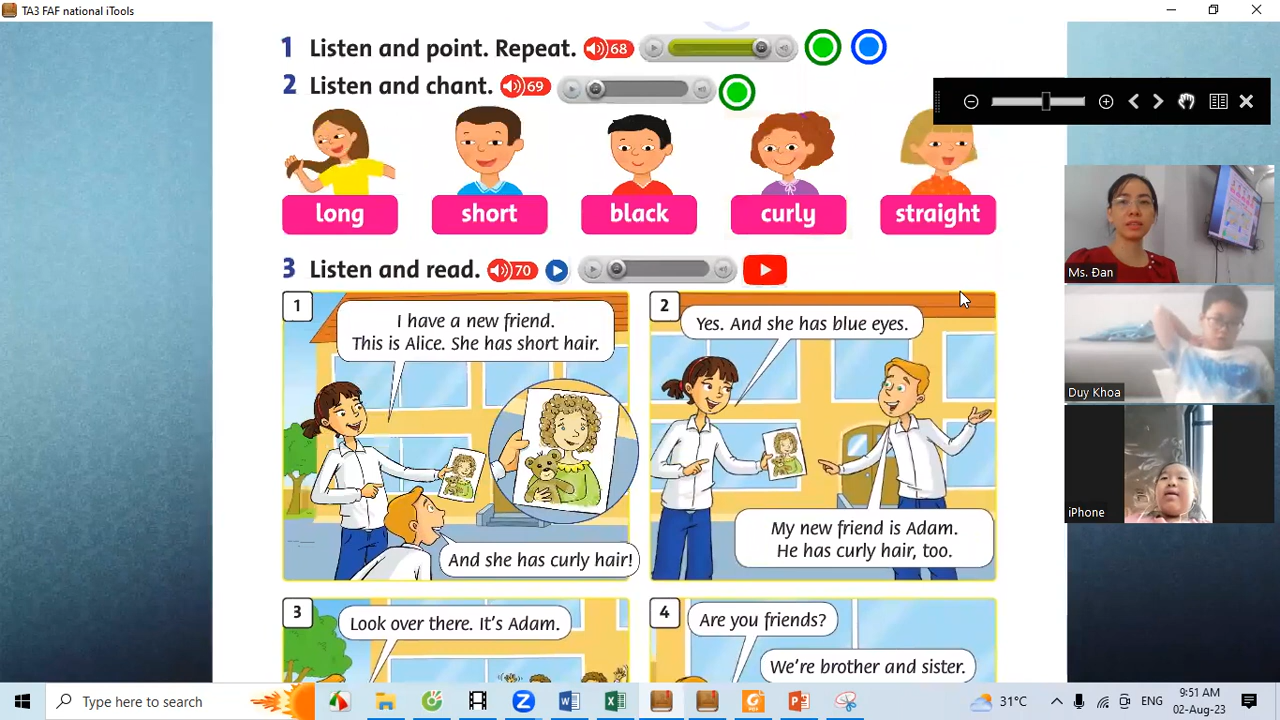 TA3 FAF national iTools
1 Listen and point. Repeat. 68
2 Listen and chant. 69
long short black curly straight
3 Listen and read. 70
1
I have a new friend.
This is Alice. She has short hair.
And she has curly hair!
2
Yes. And she has blue eyes.
My new friend is Adam.
He has curly hair, too.
3
Look over there. It's Adam.
4
Are you friends?
We're brother and sister.
Ms. Đan
Duy Khoa
iPhone
Type here to search
31°C
ENG
9:51 AM
02-Aug-23